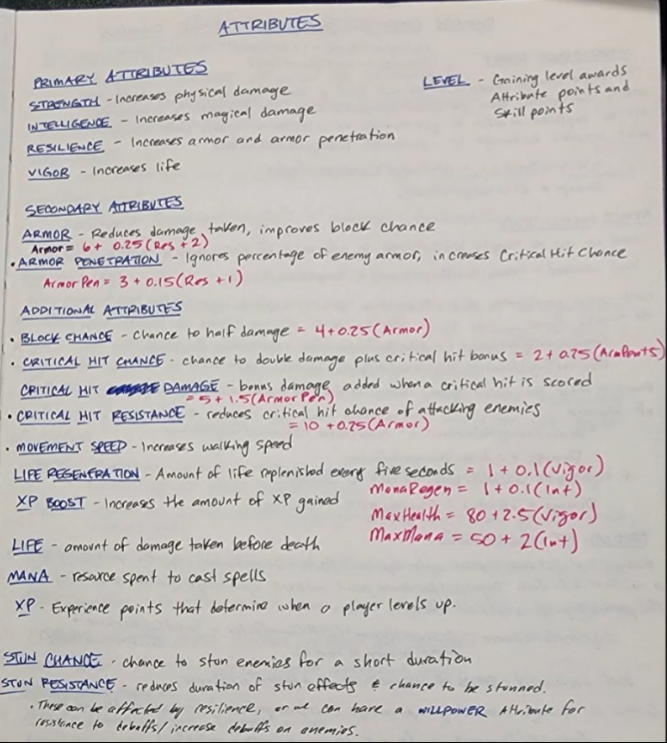 ATTRIBUTES
PRIMARY ATTRIBUTES
STRENGTH - Increases physical damage
INTELLIGENCE - Increases magical damage
RESILIENCE - Increases armor and armor penetration
VIGOR - Increases life
LEVEL - Gaining level awards
Attribute points and
Skill points
SECONDARY ATTRIBUTES
ARMOR - Reduces damage taken, improves block chance
Armor = 6 + 0.25(Res + 2)
• ARMOR PENETRATION - Ignores percentage of enemy armor, increases Critical Hit Chance
Armor Pen = 3 + 0.15(Res + 1)
ADDITIONAL ATTRIBUTES
• BLOCK CHANCE - chance to half damage = 4 + 0.25(Armor)
• CRITICAL HIT CHANCE - chance to double damage plus critical hit bonus = 2 + 0.25
CRITICAL HIT DAMAGE - bonus damage added when a critical hit is scored
= 5 + 1.5(Armor Pen)
• CRITICAL HIT RESISTANCE - reduces critical hit chance of attacking enemies
= 10 + 0.25(Armor)
• MOVEMENT SPEED - Increases walking speed
LIFE REGENERATION - Amount of life replenished every five seconds = 1 + 0.1(Vigor)
XP BOOST - Increases the amount of XP gained
ManaRegen = 1 + 0.1(Int)
MaxHealth = 80 + 2.5(Vigor)
MaxMana = 50 + 2(Int)
LIFE - amount of damage taken before death
MANA - resource spent to cast spells
XP - Experience points that determine when a player levels up.
STUN CHANCE - chance to stun enemies for a short duration
STUN RESISTANCE - reduces duration of stun effects & chance to be stunned.
• These can be affected by resilience, or we can have a WILLPOWER Attribute for
resistance to debuffs/increase debuffs on enemies.